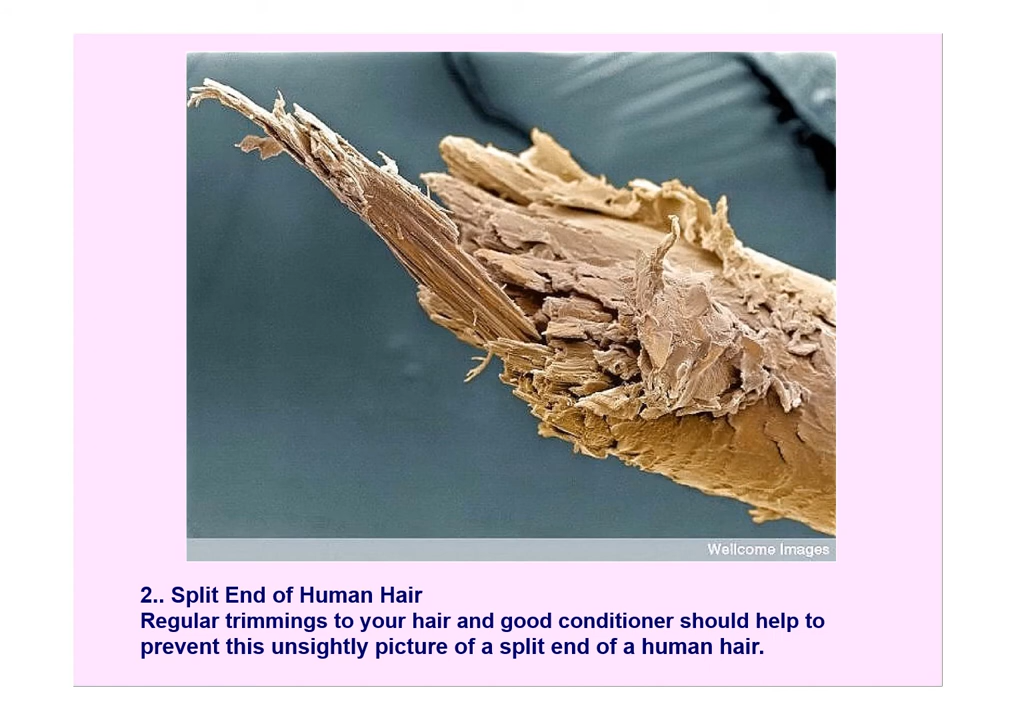 Wellcome Images
2.. Split End of Human Hair
Regular trimmings to your hair and good conditioner should help to
prevent this unsightly picture of a split end of a human hair.